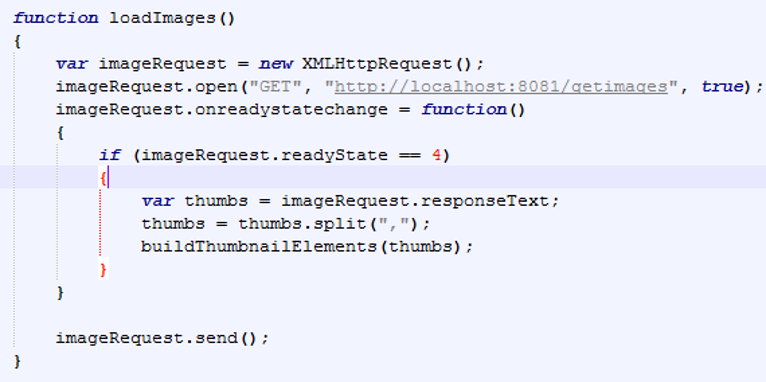 function loadImages()
{
    var imageRequest = new XMLHttpRequest();
    imageRequest.open("GET", "http://localhost:8081/getimages", true);
    imageRequest.onreadystatechange = function()
    {
        if (imageRequest.readyState == 4)
        {
            var thumbs = imageRequest.responseText;
            thumbs = thumbs.split(",");
            buildThumbnailElements(thumbs);
        }
    }

    imageRequest.send();
}